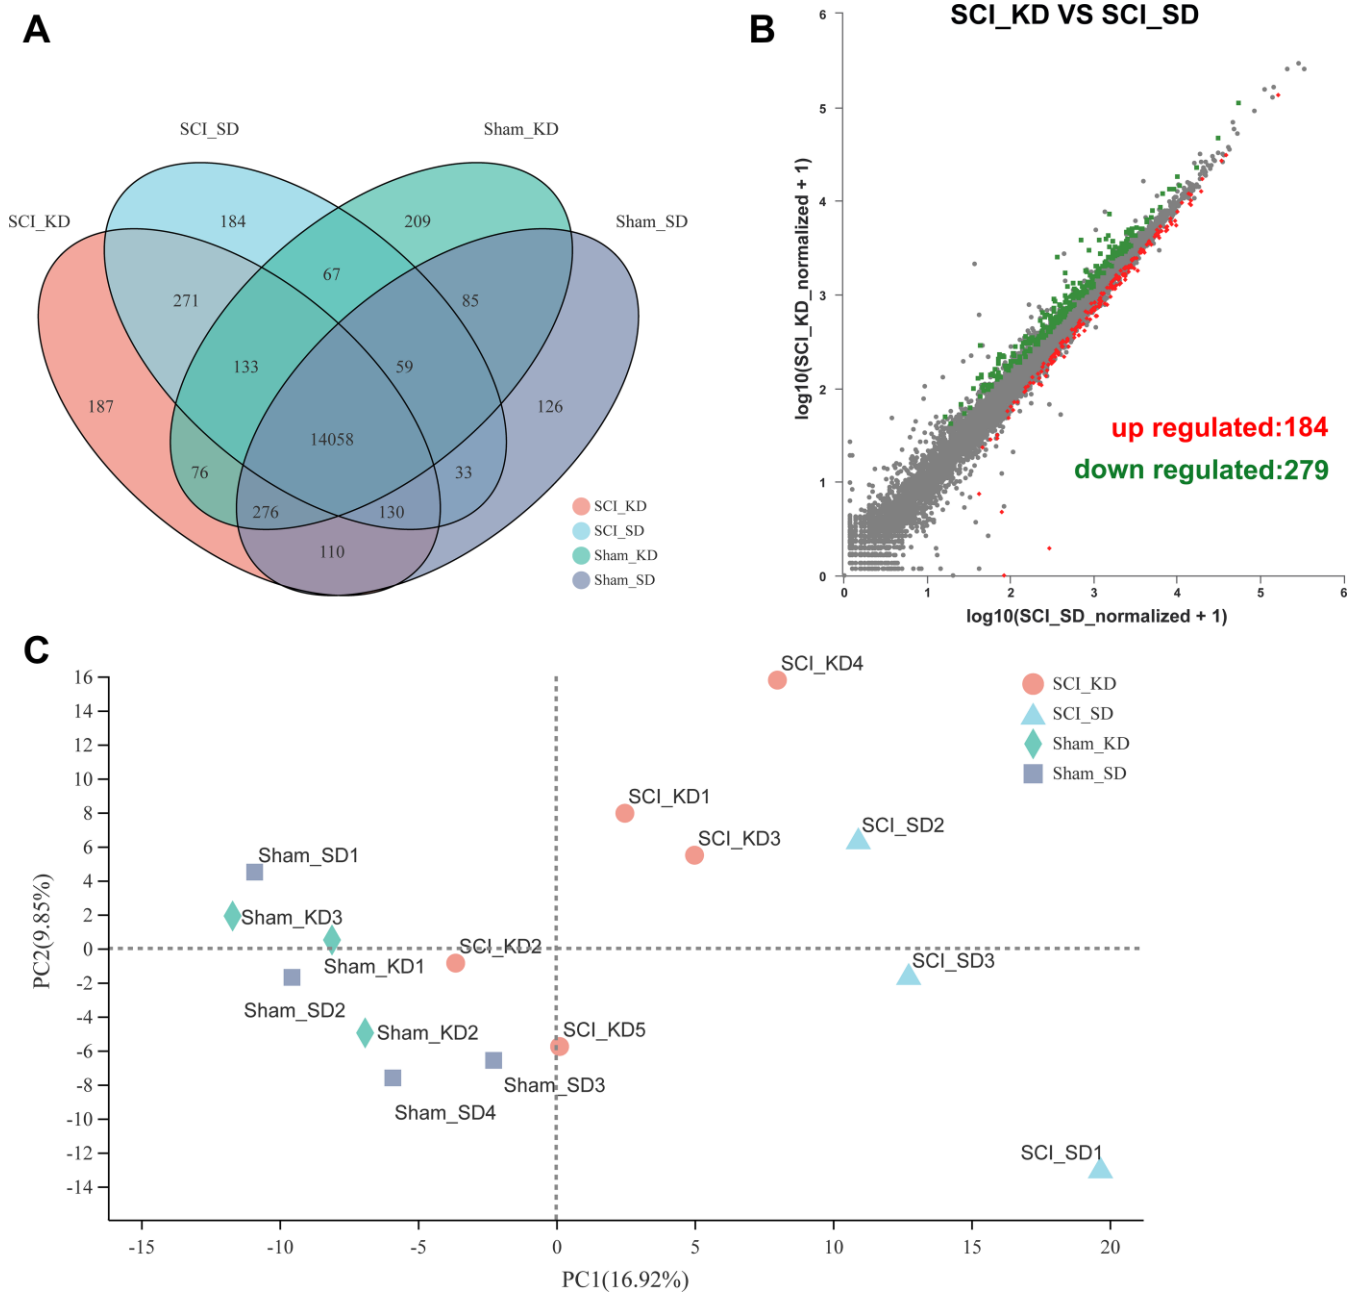 A
SCI_SD
Sham_KD
SCI_KD
Sham_SD
184
209
67
271
85
133
59
187
126
14058
76
33
276
130
110
SCI_KD
SCI_SD
Sham_KD
Sham_SD
B
SCI_KD VS SCI_SD
log10(SCI_KD_normalized + 1)
6
5
4
3
2
1
0
up regulated:184
down regulated:279
0 1 2 3 4 5 6
log10(SCI_SD_normalized + 1)
C
PC2(9.85%)
16
14
12
10
8
6
4
2
0
-2
-4
-6
-8
-10
-12
-14
SCI_KD4
SCI_KD1
SCI_KD3
SCI_SD2
Sham_SD1
Sham_KD3
SCI_KD2
Sham_KD1
SCI_SD3
Sham_SD2
Sham_KD2
SCI_KD5
Sham_SD3
Sham_SD4
SCI_SD1
SCI_KD
SCI_SD
Sham_KD
Sham_SD
-15 -10 -5 0 5 10 15 20
PC1(16.92%)